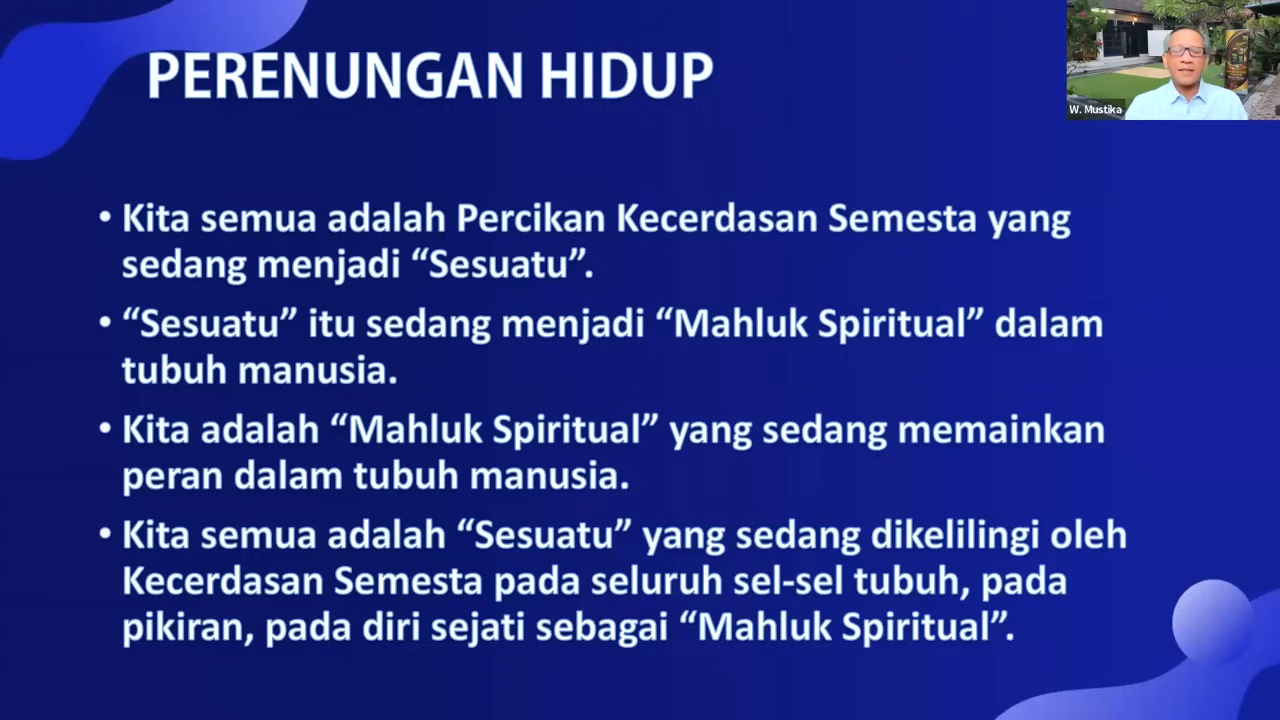 PERENUNGAN HIDUP
W. Mustika
• Kita semua adalah Percikan Kecerdasan Semesta yang
sedang menjadi “Sesuatu”.
• “Sesuatu” itu sedang menjadi “Mahluk Spiritual” dalam
tubuh manusia.
• Kita adalah “Mahluk Spiritual” yang sedang memainkan
peran dalam tubuh manusia.
• Kita semua adalah “Sesuatu” yang sedang dikelilingi oleh
Kecerdasan Semesta pada seluruh sel-sel tubuh, pada
pikiran, pada diri sejati sebagai “Mahluk Spiritual”.